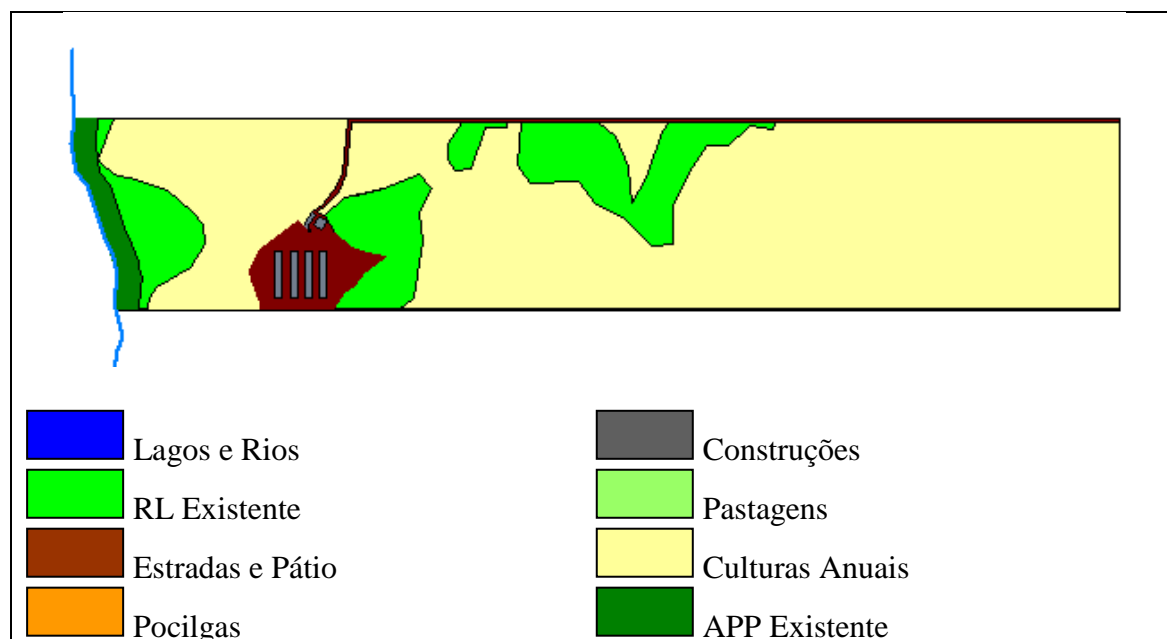 Lagos e Rios
Construções
RL Existente
Pastagens
Estradas e Pátio
Culturas Anuais
Pocilgas
APP Existente